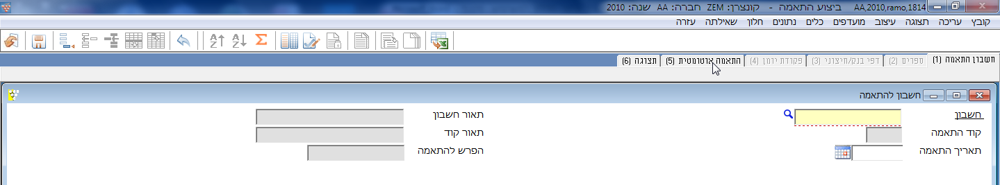 ביצוע התאמה - קונצרן: ZEM חברה: AA שנה: 2010 AA,2010,ramo,1814
קובץ עריכה תצוגה עיצוב מועדפים כלים נתונים חלון שאילתה עזרה
חשבון התאמה (1) ספרים (2) דפי בנק/חיצוני (3) פקודת יומן (4) התאמה אוטומטית (5) תצוגה (6)
חשבון להתאמה
חשבון תאור חשבון
קוד התאמה תאור קוד
תאריך התאמה הפרש להתאמה